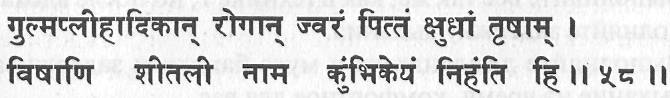 गुल्मप्लीहादिकान् रोगान् ज्वरं पित्तं क्षुधां तृषाम् ।
विषाणि शीतली नाम कुंभिकेयं निहंति हि॥ ५८ ॥